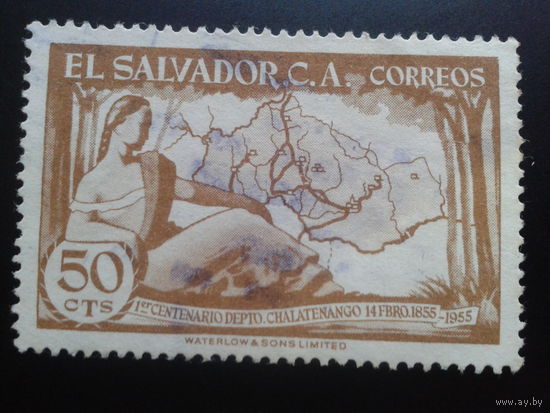 EL SALVADOR C.A. CORREOS
50
CTS
1er CENTENARIO DEPTO. CHALATENANGO 14 FBRO. 1855-1955
WATERLOW & SONS LIMITED
www.ay.by